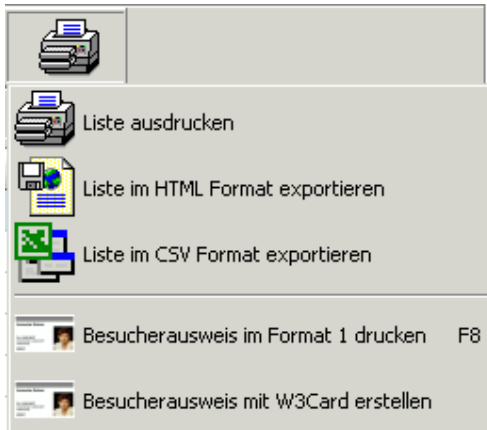 Liste ausdrucken
Liste im HTML Format exportieren
Liste im CSV Format exportieren
Besucherausweis im Format 1 drucken F8
Besucherausweis mit W3Card erstellen